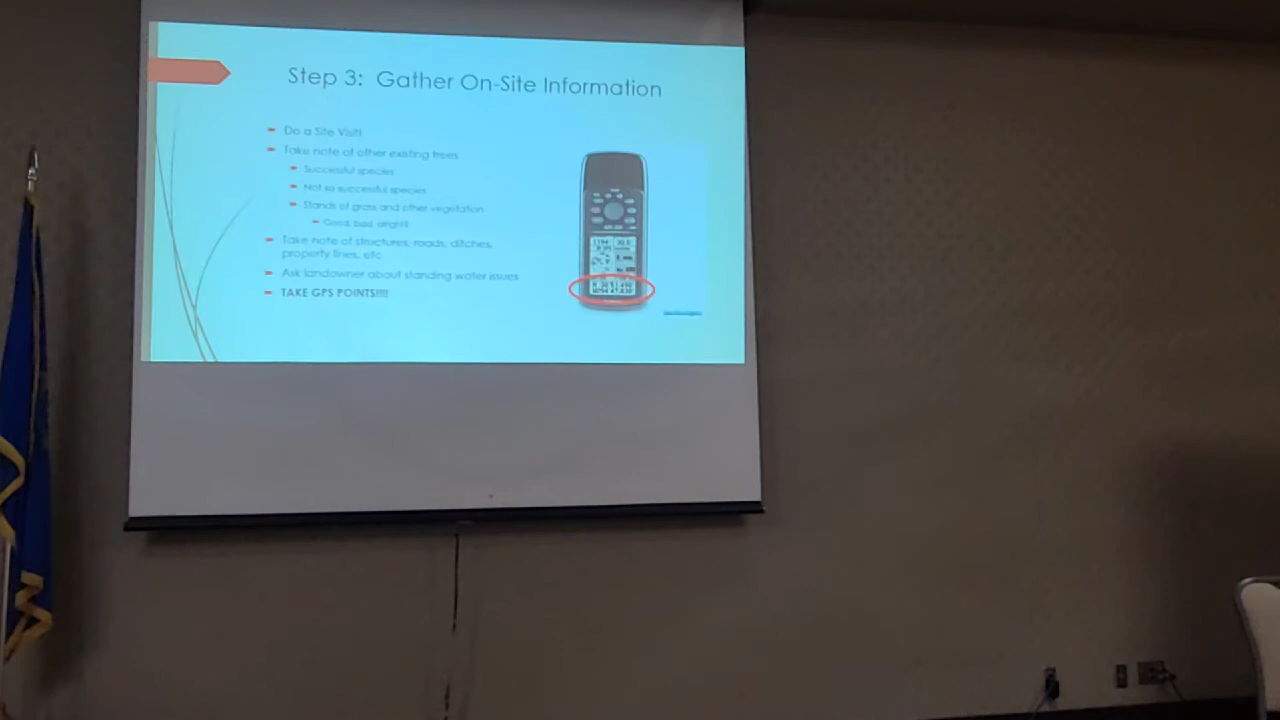 Step 3: Gather On-Site Information
Do a Site Visit!
Take note of other existing trees
Successful species
Not so successful species
Stands of grass and other vegetation
Good, bad, alright?
Take note of structures, roads, ditches,
property lines, etc
Ask landowner about standing water issues
TAKE GPS POINTS!!!!